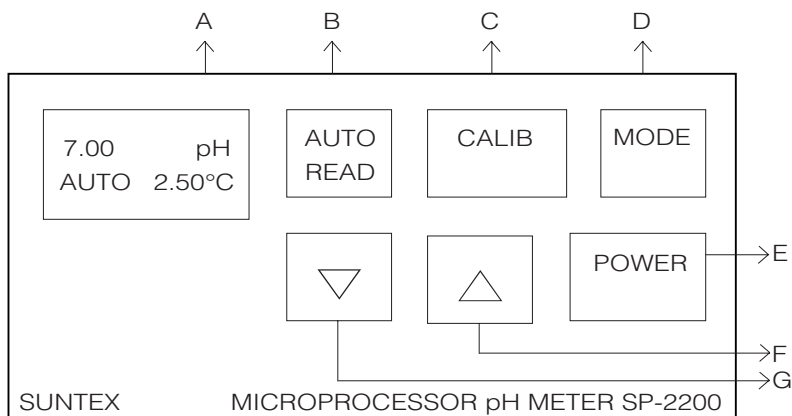 A B C D
7.00 pH
AUTO 2.50°C
AUTO
READ
CALIB
MODE
POWER
E
F
G
SUNTEX MICROPROCESSOR pH METER SP-2200